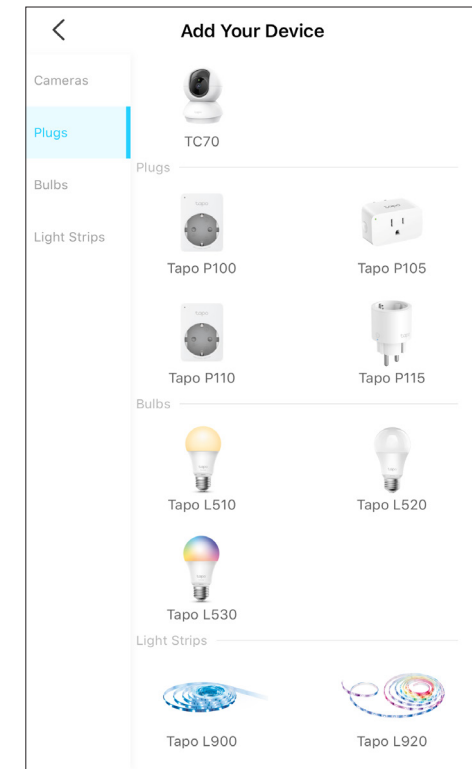 Add Your Device
Cameras
Plugs
Bulbs
Light Strips
TC70
Plugs
Tapo P100
Tapo P105
Tapo P110
Tapo P115
Bulbs
Tapo L510
Tapo L520
Tapo L530
Light Strips
Tapo L900
Tapo L920